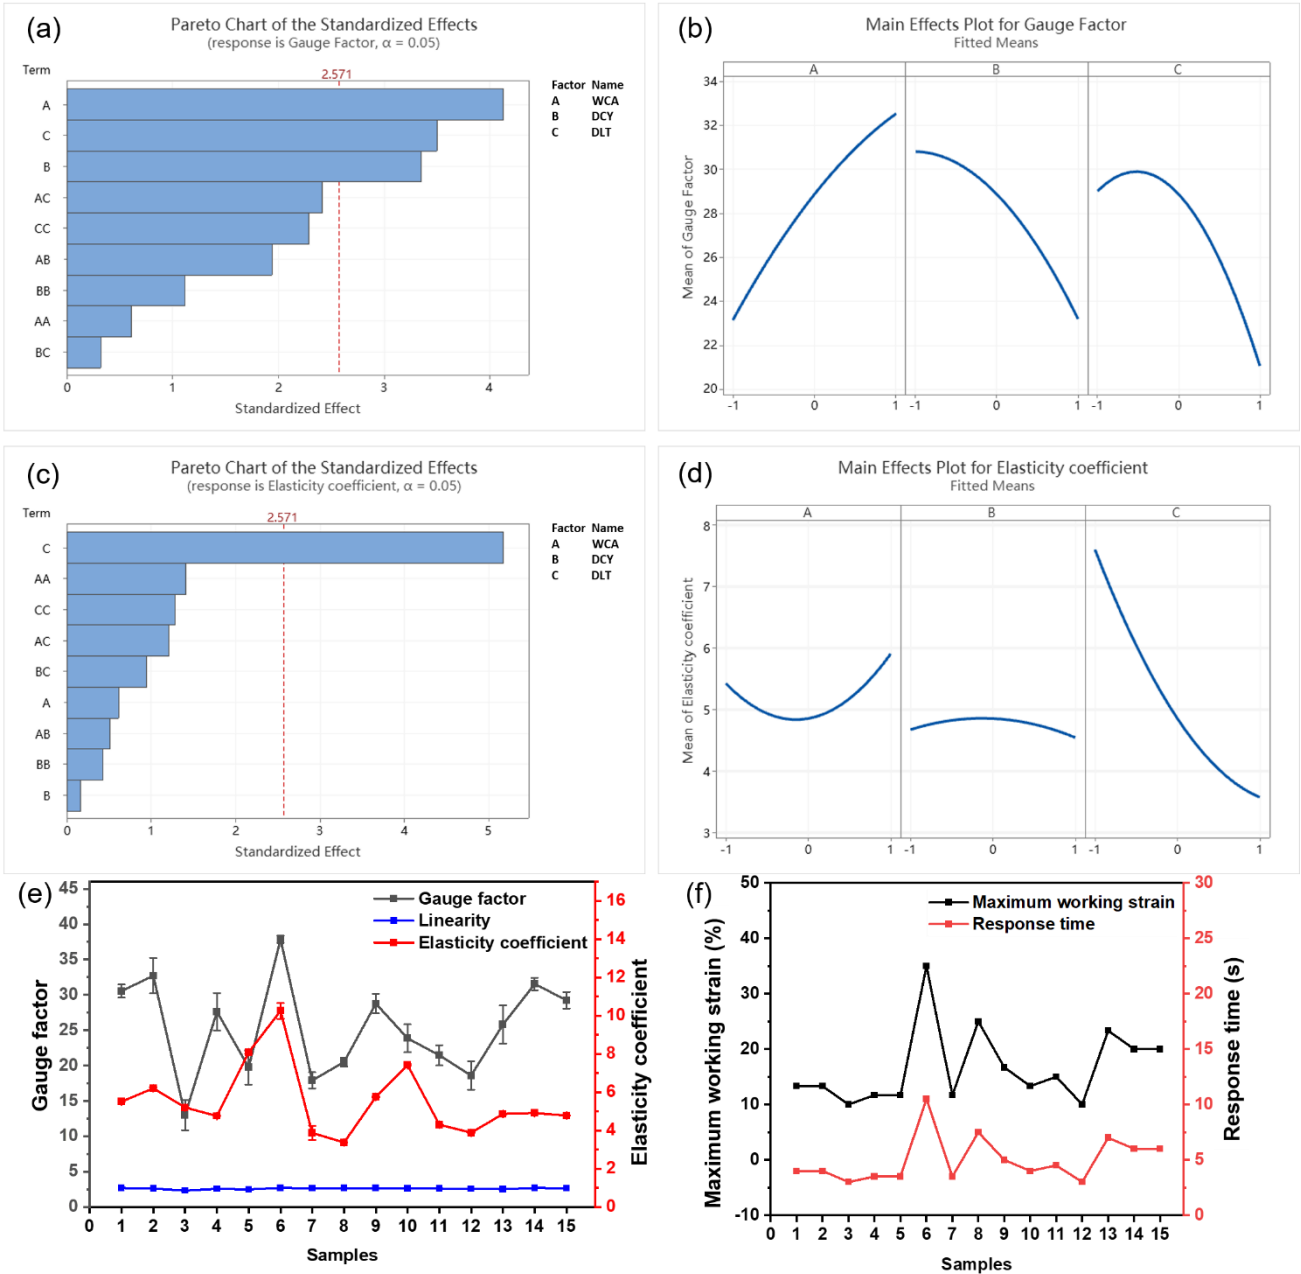 (a)
Pareto Chart of the Standardized Effects
(response is Gauge Factor, α = 0.05)
Term
2.571
A
C
B
AC
CC
AB
BB
AA
BC
0 1 2 3 4
Standardized Effect
Factor Name
A WCA
B DCY
C DLT
(b)
Main Effects Plot for Gauge Factor
Fitted Means
A B C
34
32
30
28
26
24
22
20
Mean of Gauge Factor
-1 0 1 -1 0 1 -1 0 1
(c)
Pareto Chart of the Standardized Effects
(response is Elasticity coefficient, α = 0.05)
Term
2.571
C
AA
CC
AC
BC
A
AB
BB
B
0 1 2 3 4 5
Standardized Effect
Factor Name
A WCA
B DCY
C DLT
(d)
Main Effects Plot for Elasticity coefficient
Fitted Means
A B C
8
7
6
5
4
3
Mean of Elasticity coefficient
-1 0 1 -1 0 1 -1 0 1
(e)
Gauge factor
Linearity
Elasticity coefficient
45
40
35
30
25
20
15
10
5
0
Gauge factor
16
14
12
10
8
6
4
2
0
Elasticity coefficient
0 1 2 3 4 5 6 7 8 9 10 11 12 13 14 15
Samples
(f)
Maximum working strain
Response time
50
40
30
20
10
0
-10
Maximum working strain (%)
30
25
20
15
10
5
0
Response time (s)
0 1 2 3 4 5 6 7 8 9 10 11 12 13 14 15
Samples